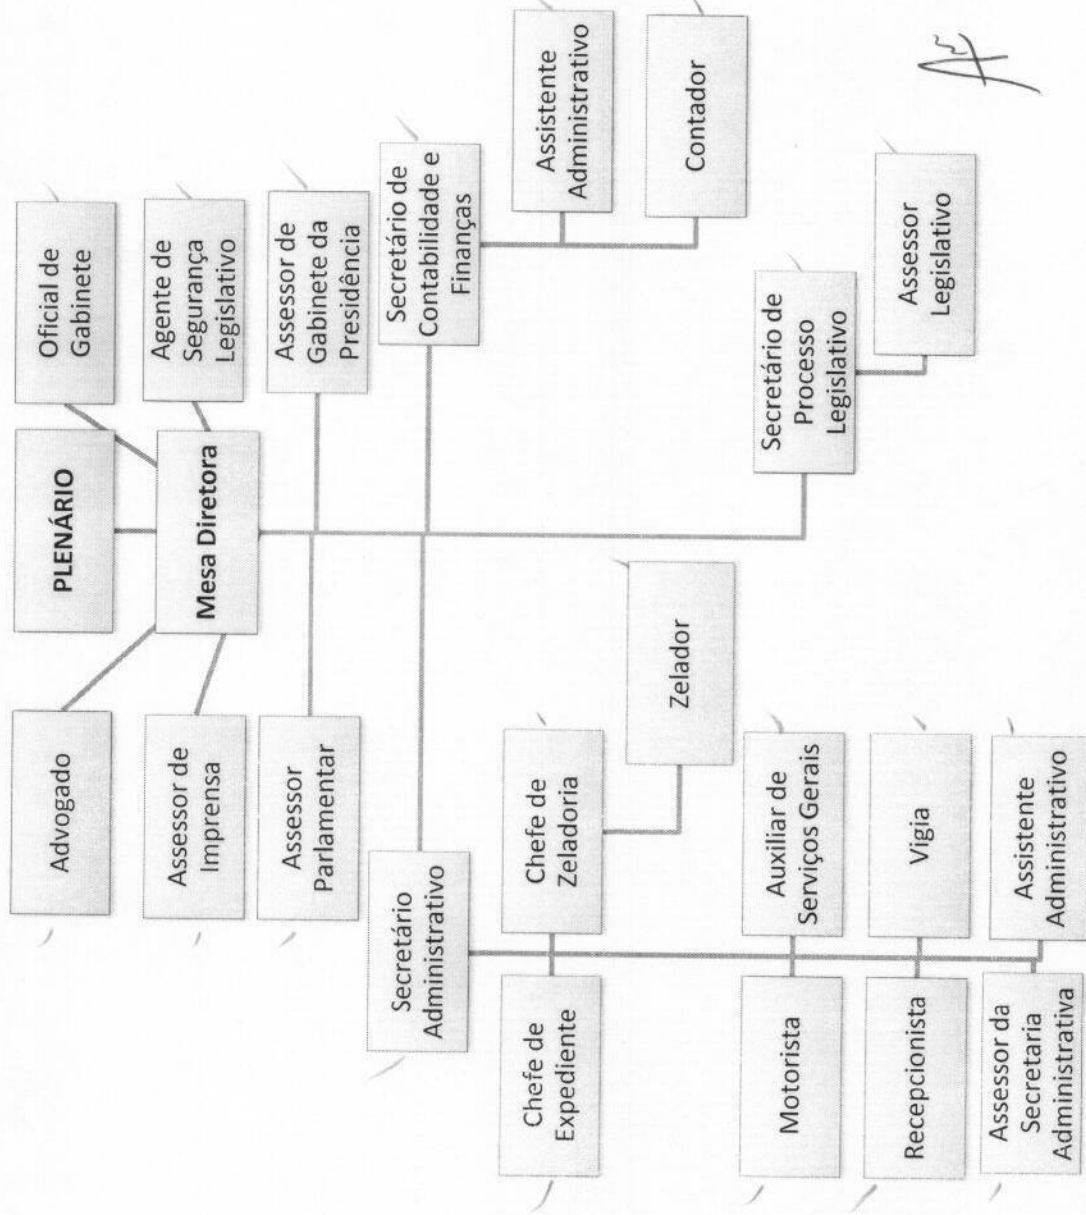 PLENÁRIO
Mesa Diretora
Advogado
Oficial de
Gabinete
Assessor de
Imprensa
Agente de
Segurança
Legislativo
Assessor
Parlamentar
Assessor de
Gabinete da
Presidência
Secretário
Administrativo
Secretário de
Contabilidade e
Finanças
Chefe de
Expediente
Chefe de
Zeladoria
Zelador
Assistente
Administrativo
Contador
Motorista
Auxiliar de
Serviços Gerais
Secretário de
Processo
Legislativo
Recepcionista
Vigia
Assessor
Legislativo
Assessor da
Secretaria
Administrativa
Assistente
Administrativo